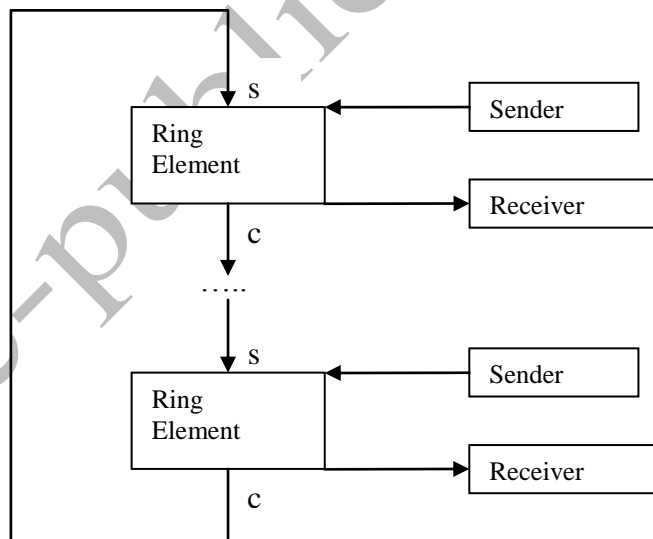 s
Ring
Element
Sender
Receiver
c
.....
s
Ring
Element
Sender
Receiver
c